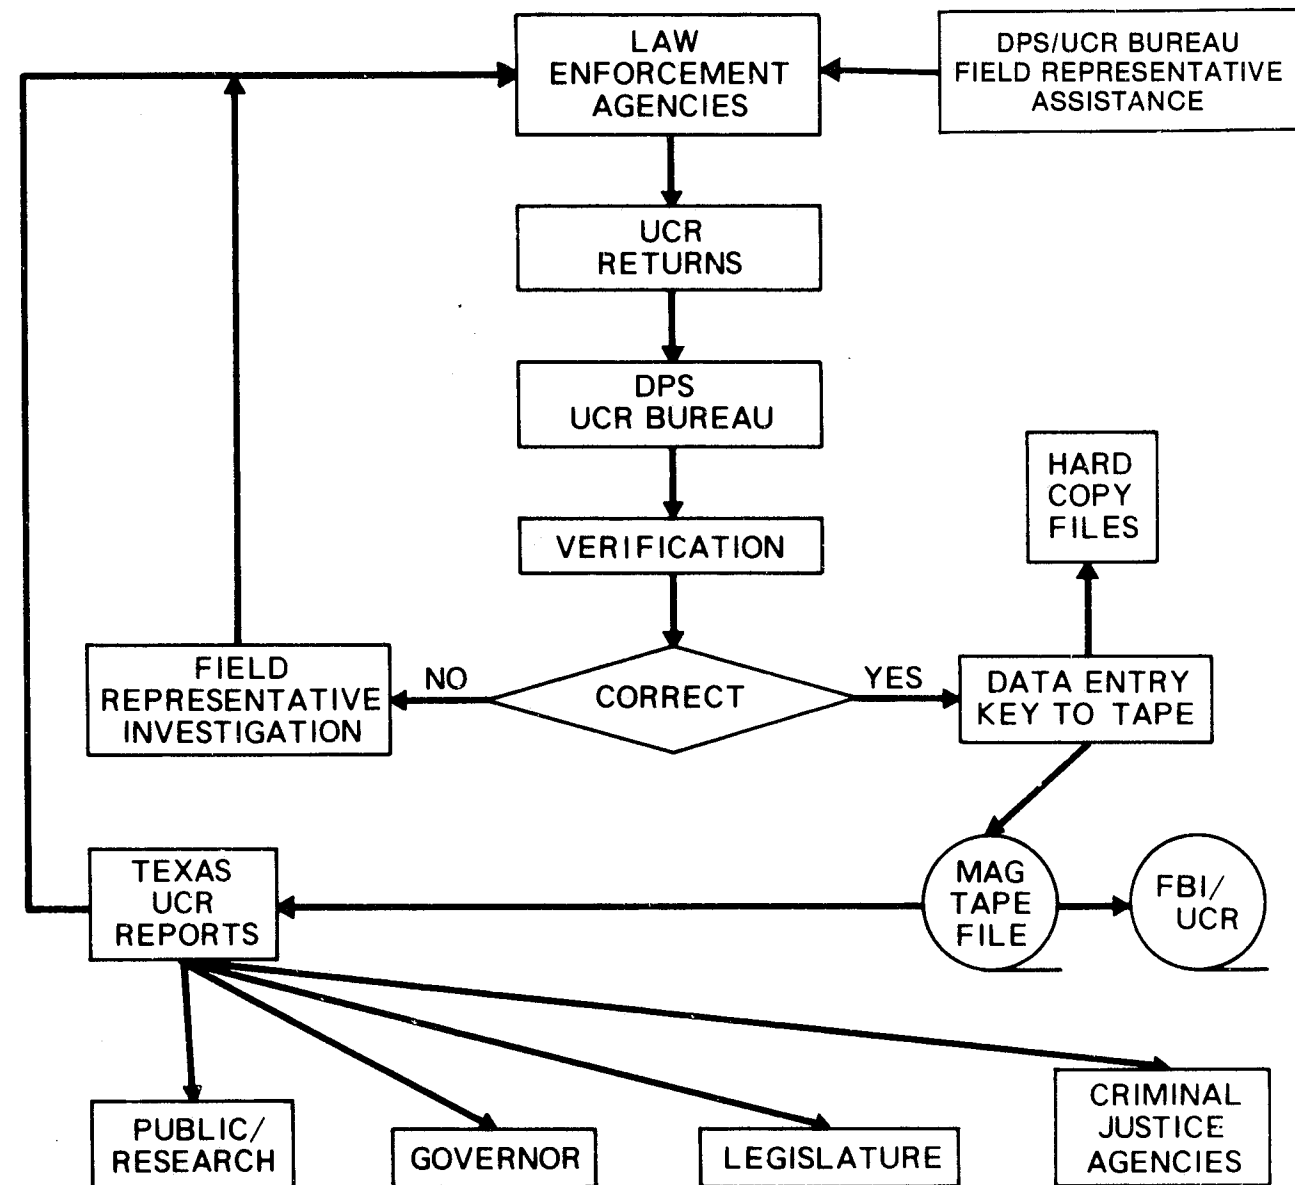 LAW
ENFORCEMENT
AGENCIES
DPS/UCR BUREAU
FIELD REPRESENTATIVE
ASSISTANCE
UCR
RETURNS
DPS
UCR BUREAU
HARD
COPY
FILES
VERIFICATION
FIELD
REPRESENTATIVE
INVESTIGATION
NO
CORRECT
YES
DATA ENTRY
KEY TO TAPE
TEXAS
UCR
REPORTS
MAG
TAPE
FILE
FBI/
UCR
PUBLIC/
RESEARCH
GOVERNOR
LEGISLATURE
CRIMINAL
JUSTICE
AGENCIES